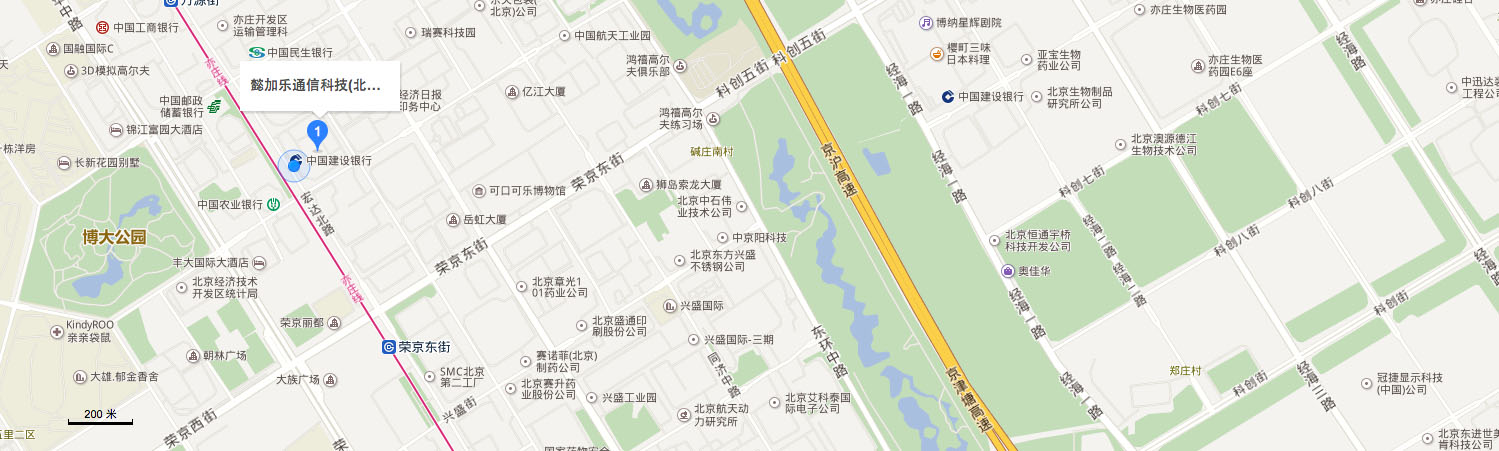 万源街
中国工商银行
亦庄开发区
运输管理科
国融国际C
3D模拟高尔夫
中国民生银行
亦庄线
懿加乐通信科技(北...
1
中国邮政
储蓄银行
锦江富园大酒店
栋洋房
长新花园别墅
中国建设银行
中国农业银行
宏达北路
博大公园
丰大国际大酒店
北京经济技术
开发区统计局
亦庄线
KindyROO
亲亲袋鼠
荣京丽都
朝林广场
荣京东街
大雄.郁金香舍
大族广场
200 米
五里二区
荣京西街
北京)公司
瑞赛科技园
中国航天工业园
经济日报
印务中心
亿江大厦
鸿禧高尔
夫俱乐部
科创五街
科创五街
鸿禧高尔
夫练习场
碱庄南村
荣京东街
可口可乐博物馆
狮岛索龙大厦
岳虹大厦
北京中石伟
业技术公司
荣京东街
中京阳科技
北京东方兴盛
不锈钢公司
北京章光1
01药业公司
兴盛国际
北京盛通印
刷股份公司
兴盛国际-三期
东环中路
同济中路
赛诺菲(北京)
制药公司
SMC北京
第二工厂
北京赛升药
业股份公司
兴盛街
兴盛工业园
北京航天动
力研究所
北京艾科泰国
际电子公司
京沪高速
京津塘高速
博纳星辉剧院
樱町三味
日本料理
经海一路
亚宝生物
药业公司
中国建设银行
北京生物制品
研究所公司
亦庄生物医药园
亦庄生物医
药园E6座
经海三路
中迅达美
工程公司
科创七街
北京澳源德江
生物技术公司
经海一路
科创七街
科创八街
经海二路
北京恒通宇桥
科技开发公司
科创八街
奥佳华
经海二路
经海三路
经海一路
科创街
郑庄村
经海一路
科创街
经海三路
冠捷显示科技
(中国)公司
北京东进世美
肯科技公司